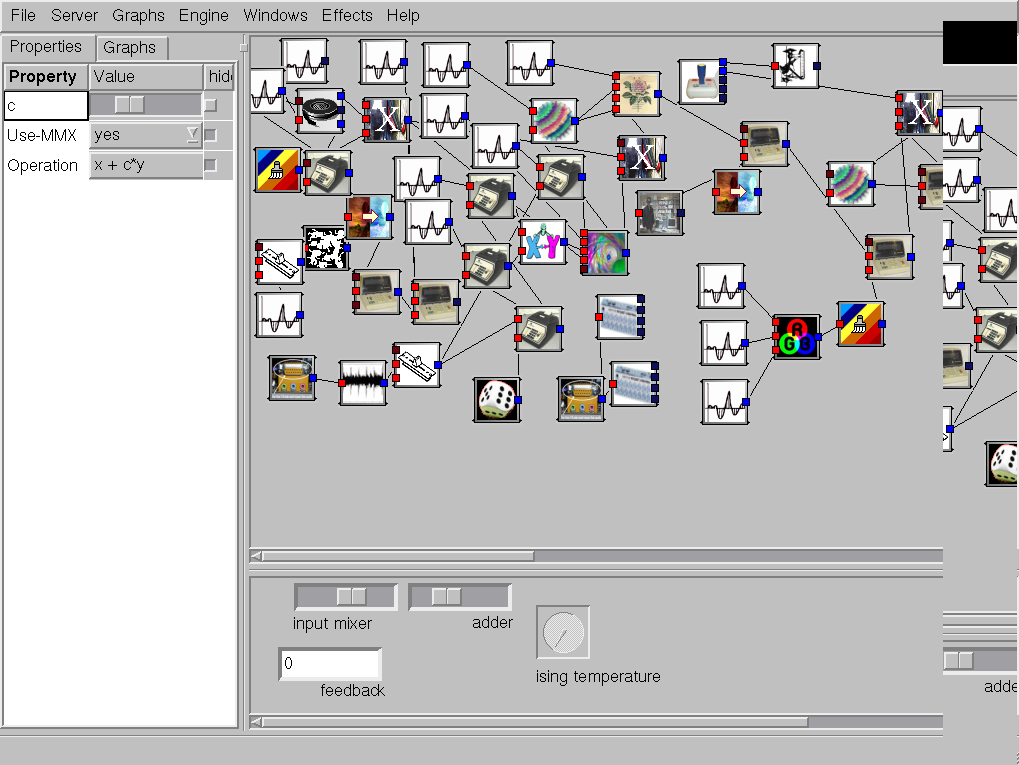 File Server Graphs Engine Windows Effects Help
Properties Graphs
Property Value hide
c
Use-MMX yes
Operation x + c*y
X
X
X
X
X Y
R
G B
input mixer
adder
0
feedback
ising temperature
adde